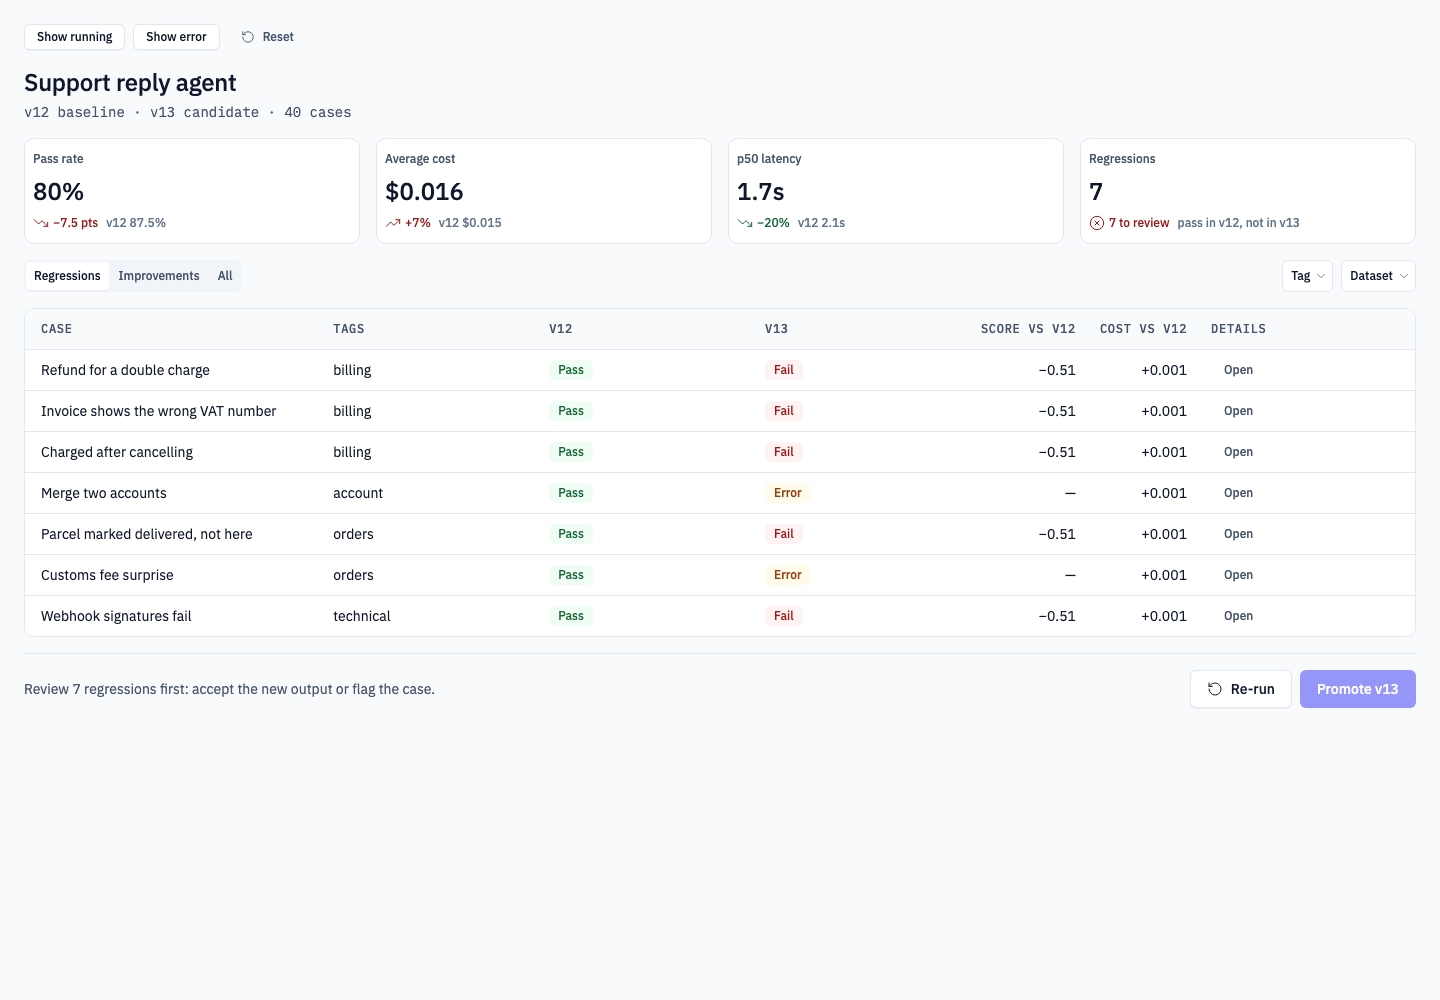 Show running Show error Reset
Support reply agent
v12 baseline · v13 candidate · 40 cases
Pass rate
80%
−7.5 pts v12 87.5%
Average cost
$0.016
+7% v12 $0.015
p50 latency
1.7s
−20% v12 2.1s
Regressions
7
7 to review pass in v12, not in v13
Regressions Improvements All Tag Dataset
CASE TAGS V12 V13 SCORE VS V12 COST VS V12 DETAILS
Refund for a double charge billing Pass Fail −0.51 +0.001 Open
Invoice shows the wrong VAT number billing Pass Fail −0.51 +0.001 Open
Charged after cancelling billing Pass Fail −0.51 +0.001 Open
Merge two accounts account Pass Error — +0.001 Open
Parcel marked delivered, not here orders Pass Fail −0.51 +0.001 Open
Customs fee surprise orders Pass Error — +0.001 Open
Webhook signatures fail technical Pass Fail −0.51 +0.001 Open
Review 7 regressions first: accept the new output or flag the case. Re-run Promote v13